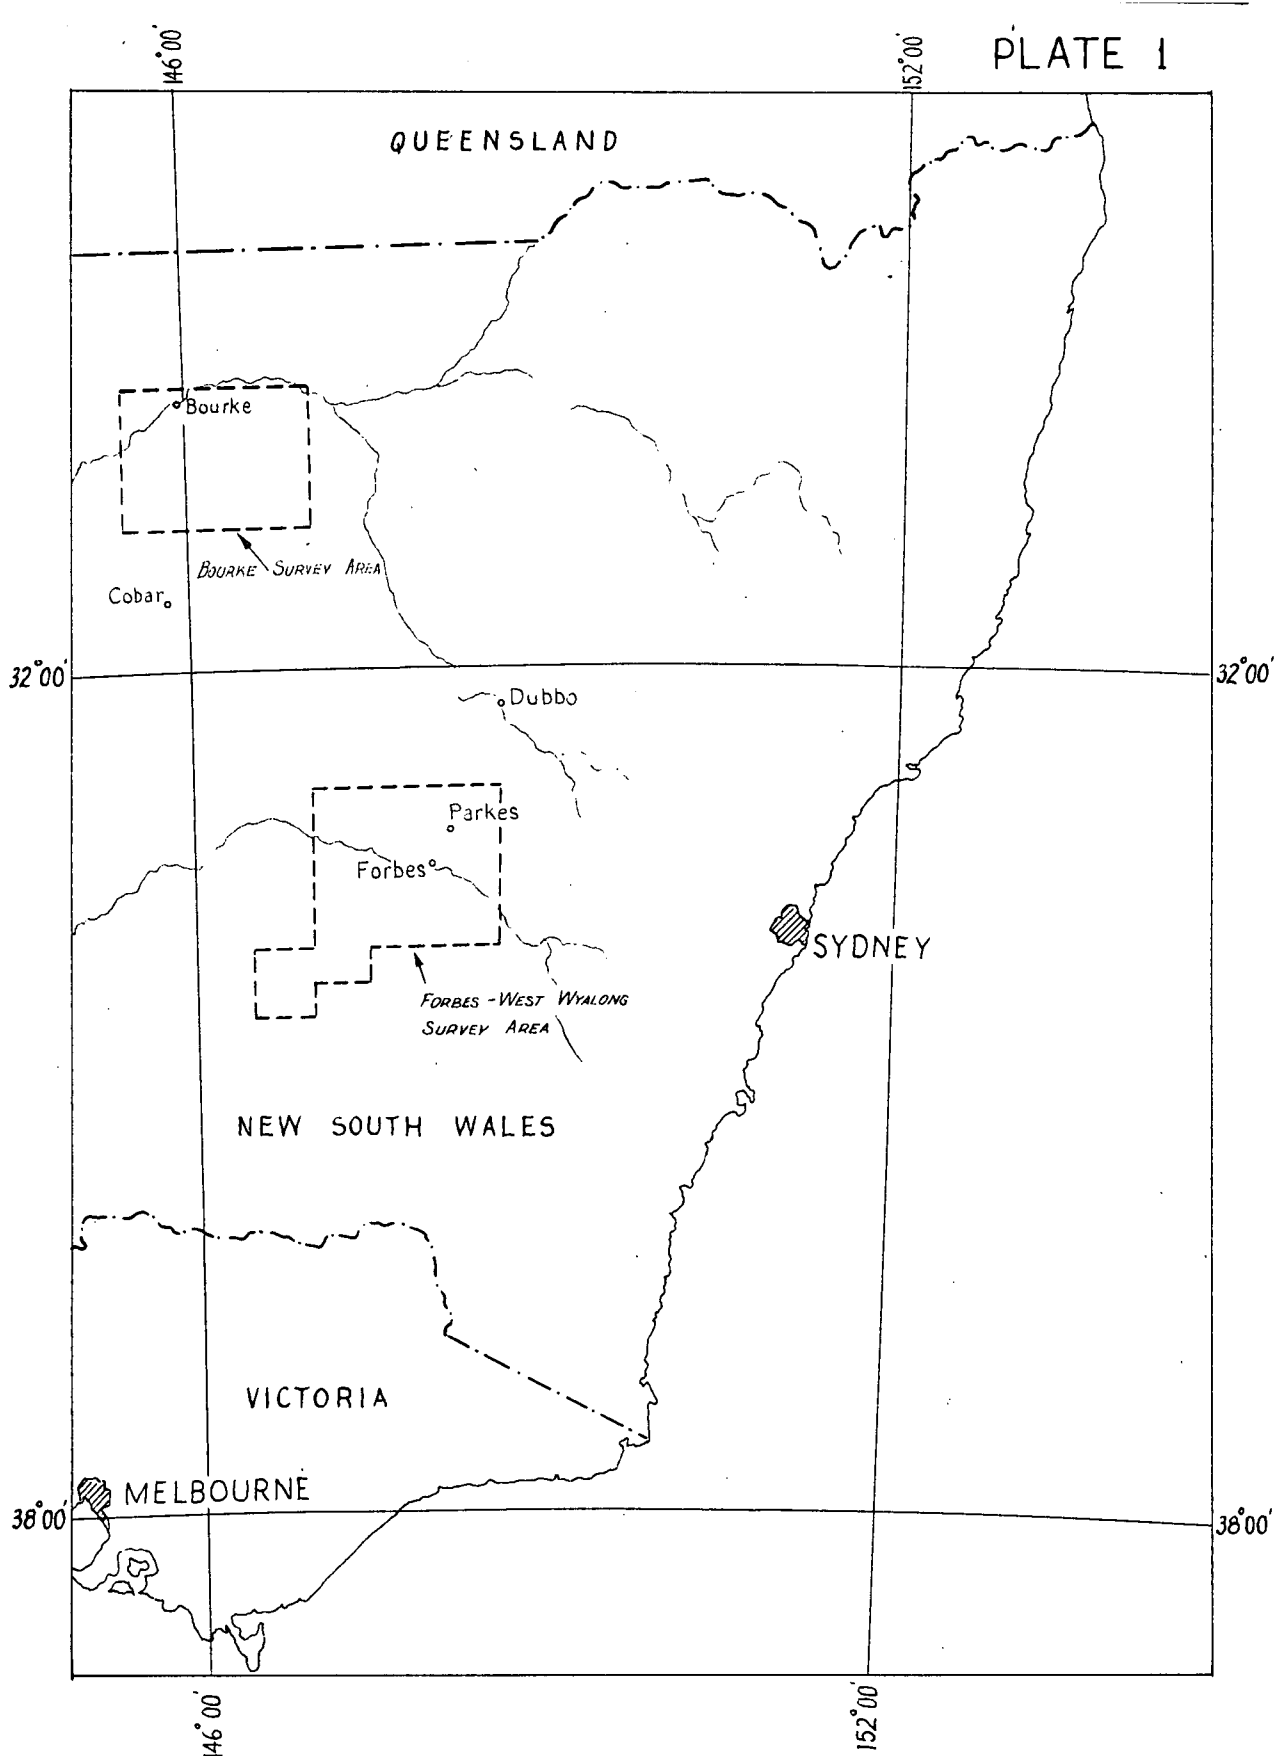 PLATE 1
146°00'
152°00'
QUEENSLAND
Bourke
BOURKE SURVEY AREA
Cobar
32°00'
32°00'
Dubbo
Parkes
Forbes
SYDNEY
FORBES - WEST WYALONG
SURVEY AREA
NEW SOUTH WALES
VICTORIA
MELBOURNE
38°00'
38°00'
146°00'
152°00'